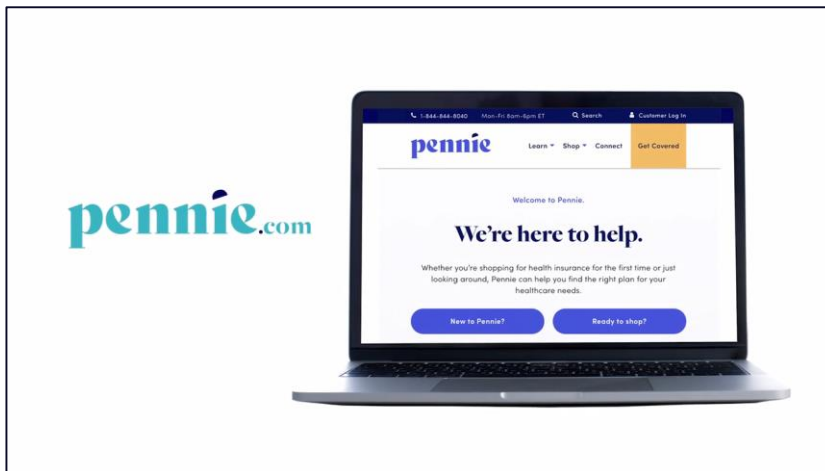 pennie.com
1-844-844-8040 Mon-Fri 8am-6pm ET Search Customer Log In
pennie Learn Shop Connect Get Covered
Welcome to Pennie.
We're here to help.
Whether you're shopping for health insurance for the first time or just
looking around, Pennie can help you find the right plan for your
healthcare needs.
New to Pennie? Ready to shop?